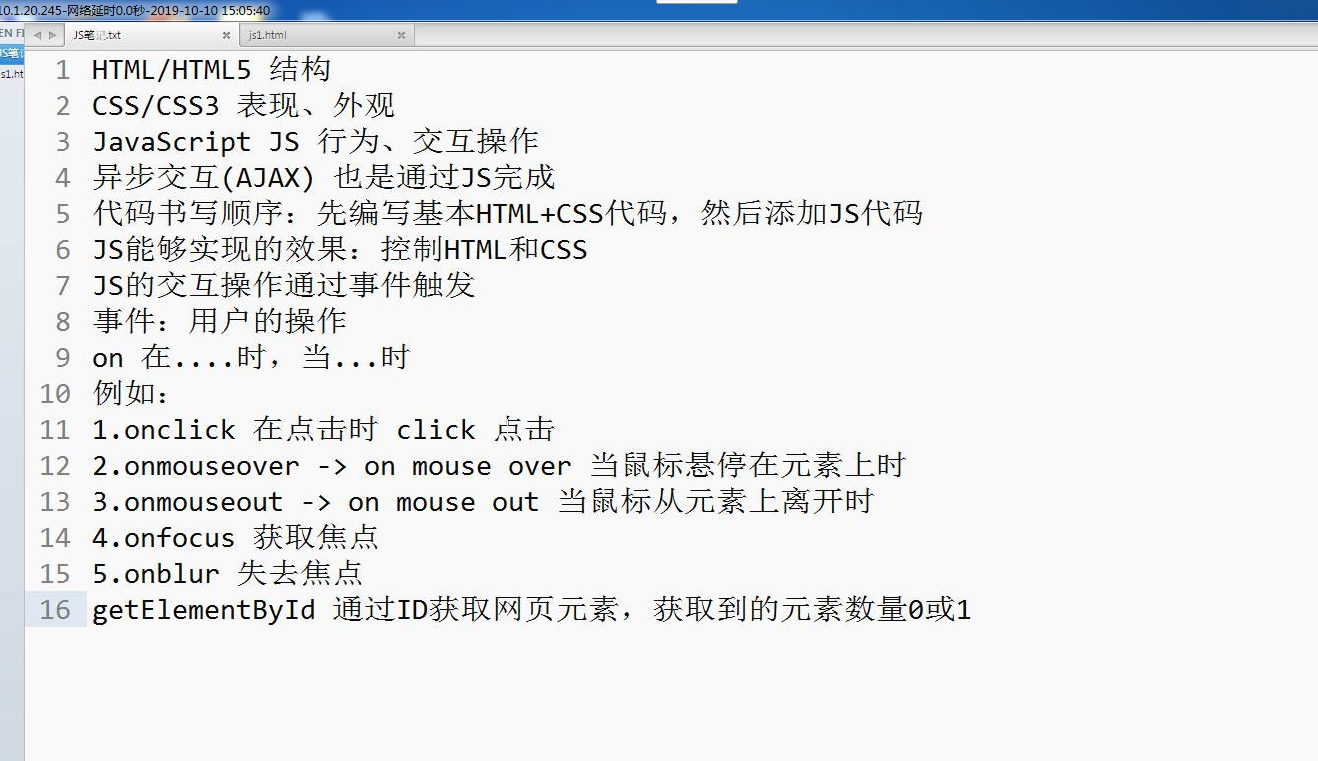 10.1.20.245-网络延时0.0秒-2019-10-10 15:05:40
JS笔记.txt
js1.html
1 HTML/HTML5 结构
2 CSS/CSS3 表现、外观
3 JavaScript JS 行为、交互操作
4 异步交互(AJAX) 也是通过JS完成
5 代码书写顺序：先编写基本HTML+CSS代码，然后添加JS代码
6 JS能够实现的效果：控制HTML和CSS
7 JS的交互操作通过事件触发
8 事件：用户的操作
9 on 在....时，当...时
10 例如：
11 1.onclick 在点击时 click 点击
12 2.onmouseover -> on mouse over 当鼠标悬停在元素上时
13 3.onmouseout -> on mouse out 当鼠标从元素上离开时
14 4.onfocus 获取焦点
15 5.onblur 失去焦点
16 getElementById 通过ID获取网页元素，获取到的元素数量0或1